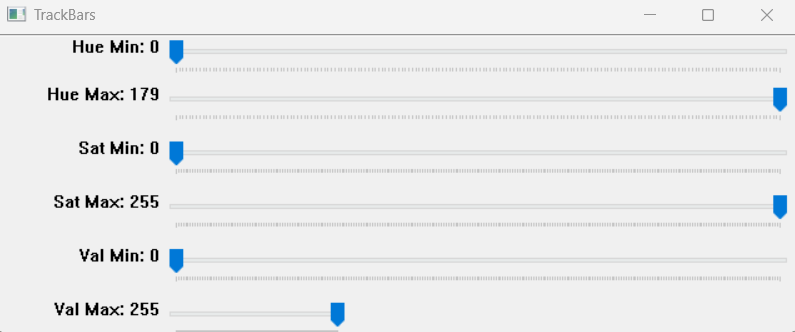 TrackBars
Hue Min: 0
Hue Max: 179
Sat Min: 0
Sat Max: 255
Val Min: 0
Val Max: 255